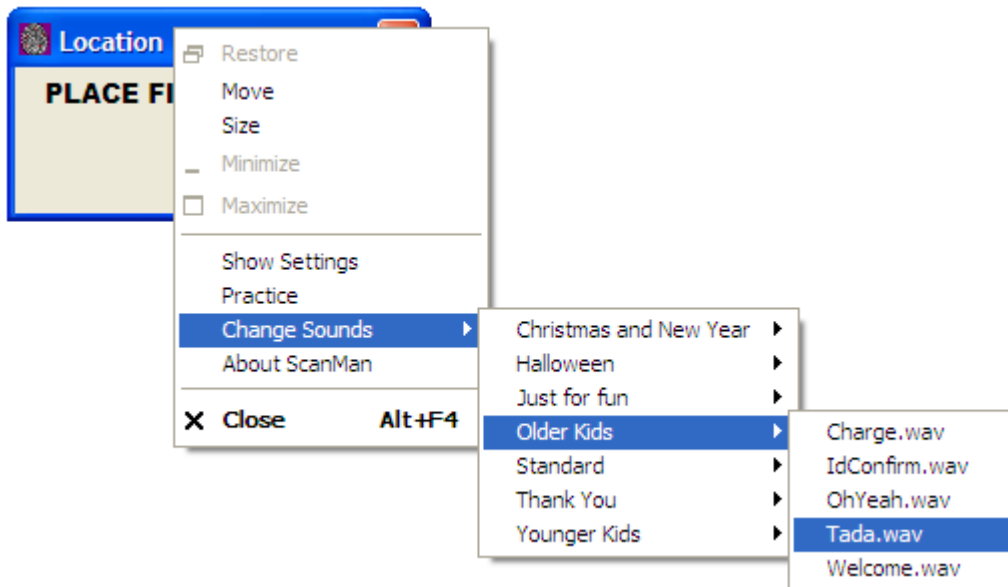 Location
PLACE
Restore
Move
Size
Minimize
Maximize
Show Settings
Practice
Change Sounds
About ScanMan
Close Alt+F4
Christmas and New Year
Halloween
Just for fun
Older Kids
Standard
Thank You
Younger Kids
Charge.wav
IdConfirm.wav
OhYeah.wav
Tada.wav
Welcome.wav